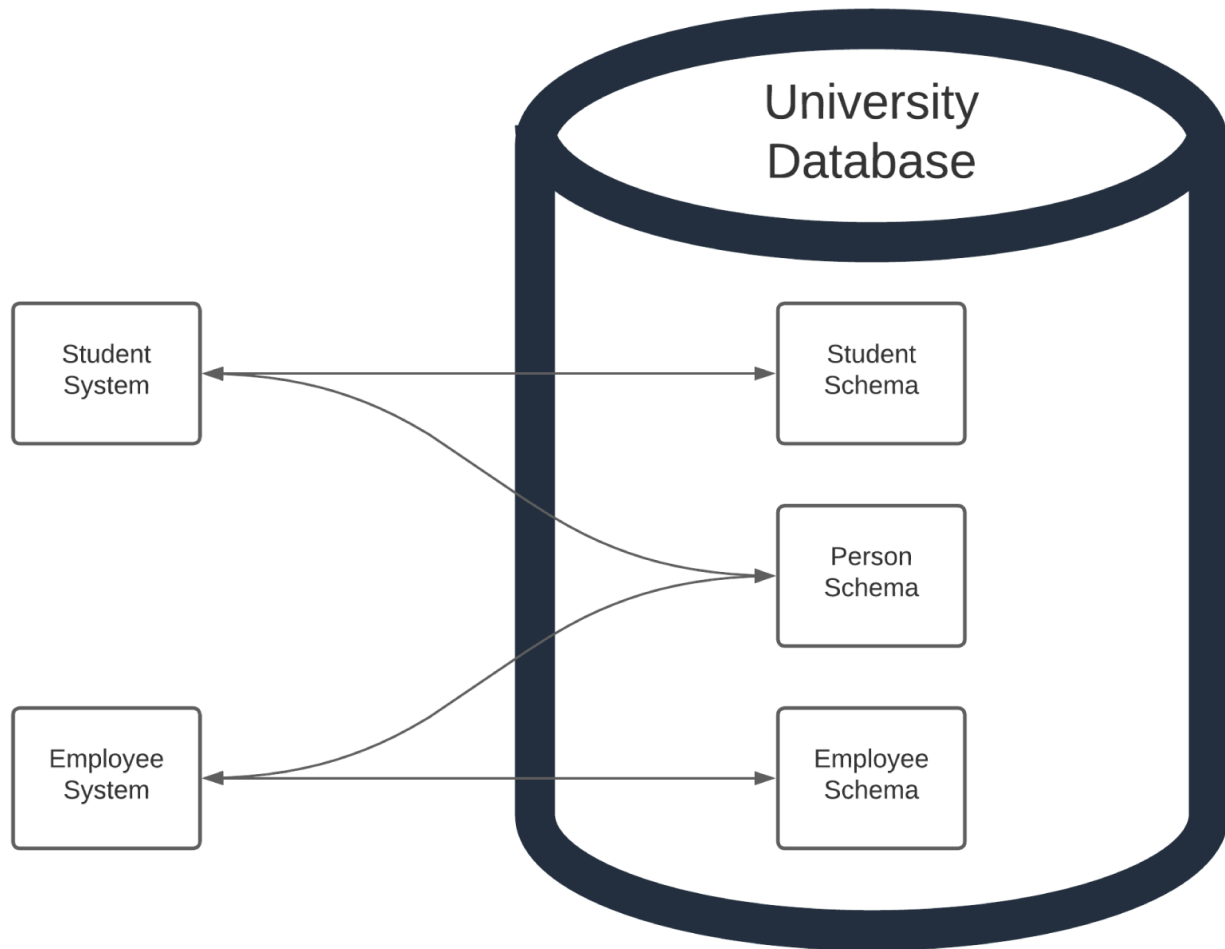 University
Database
Student
System
Student
Schema
Person
Schema
Employee
System
Employee
Schema